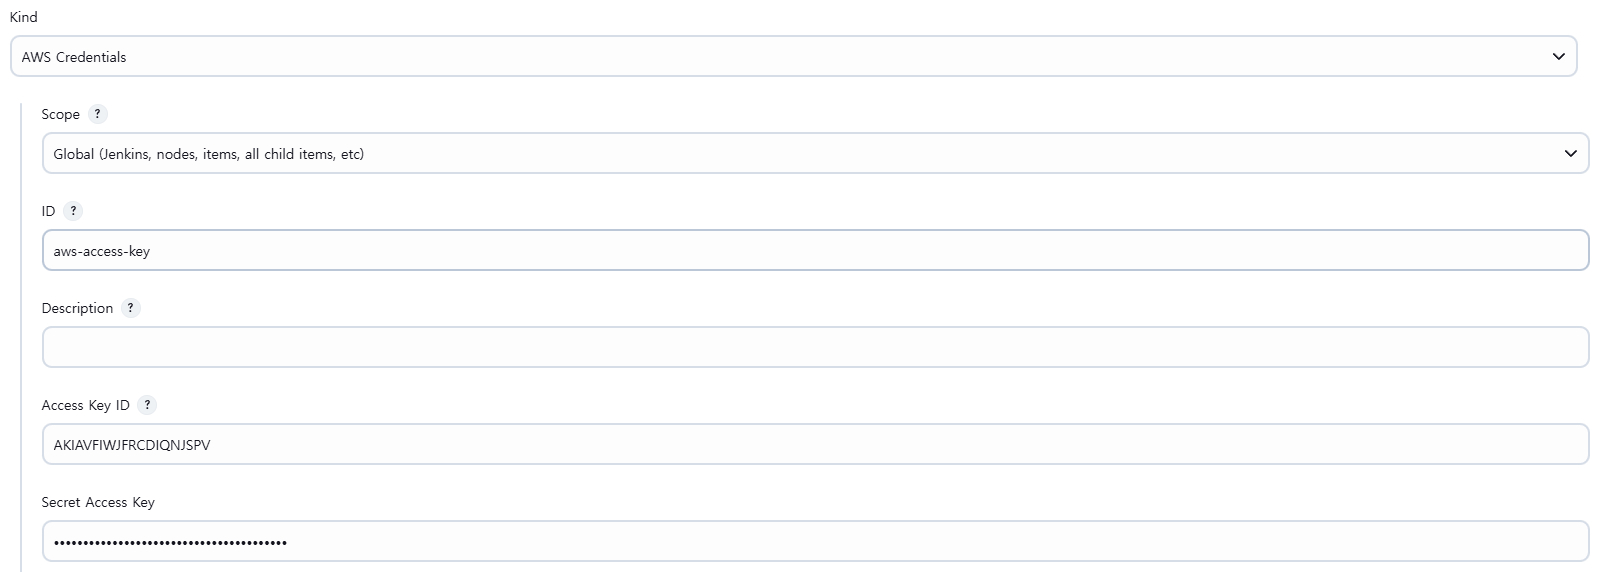 Kind
AWS Credentials
Scope ?
Global (Jenkins, nodes, items, all child items, etc)
ID ?
aws-access-key
Description ?
Access Key ID ?
AKIAVFIWJFRCDIQNJSPV
Secret Access Key
••••••••••••••••••••••••••••••••••••••••